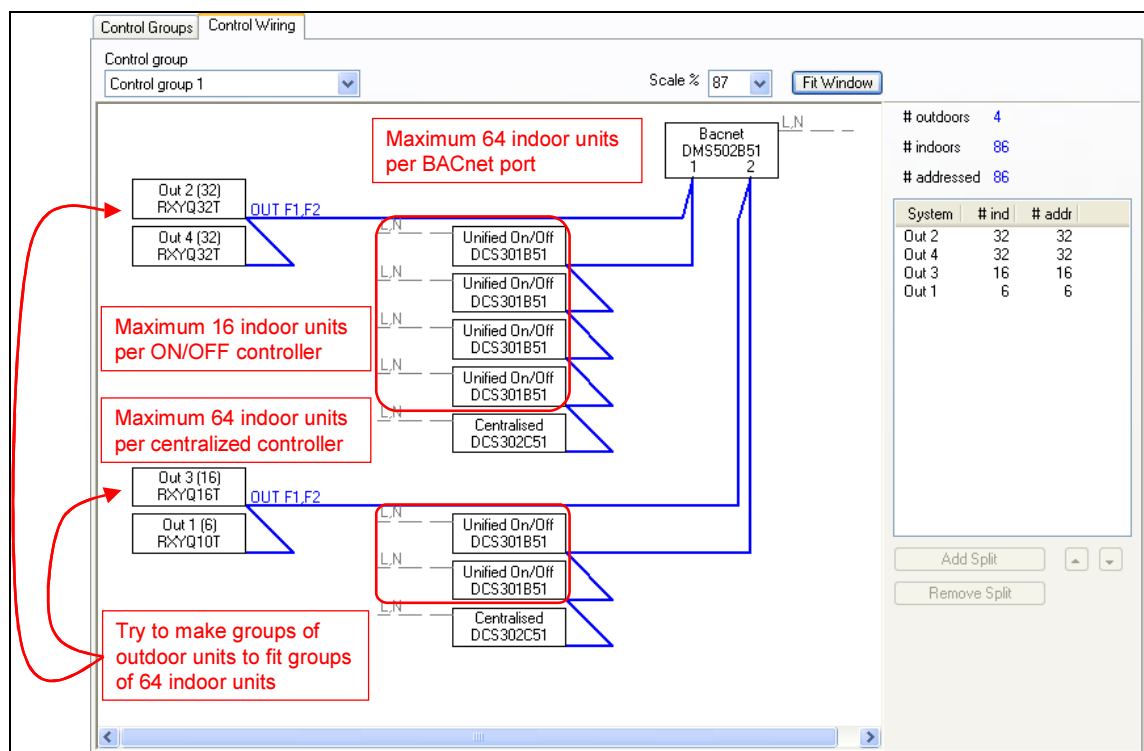 Control Groups
Control Wiring
Control group
Control group 1
Scale %
87
Fit Window
Maximum 64 indoor units
per BACnet port
Bacnet
DMS502B51
1 2
L,N
Out 2 (32)
RXYQ32T
OUT F1,F2
Out 4 (32)
RXYQ32T
L,N
Unified On/Off
DCS301B51
L,N
Unified On/Off
DCS301B51
L,N
Unified On/Off
DCS301B51
L,N
Unified On/Off
DCS301B51
L,N
Centralised
DCS302C51
Maximum 16 indoor units
per ON/OFF controller
Maximum 64 indoor units
per centralized controller
Out 3 (16)
RXYQ16T
OUT F1,F2
Out 1 (6)
RXYQ10T
L,N
Unified On/Off
DCS301B51
L,N
Unified On/Off
DCS301B51
L,N
Centralised
DCS302C51
Try to make groups of
outdoor units to fit groups
of 64 indoor units
# outdoors 4
# indoors 86
# addressed 86
System # ind # addr
Out 2 32 32
Out 4 32 32
Out 3 16 16
Out 1 6 6
Add Split
Remove Split